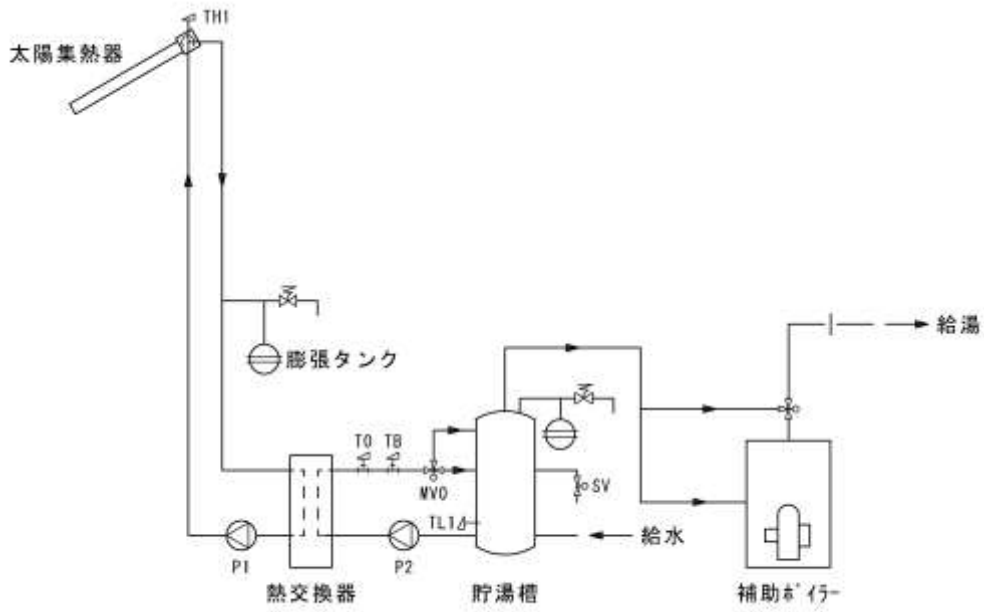 TH1
太陽集熱器
給湯
膨張タンク
TO
TB
MVO
SV
TL1
給水
P1
P2
熱交換器
貯湯槽
補助ﾎﾞｲﾗｰ